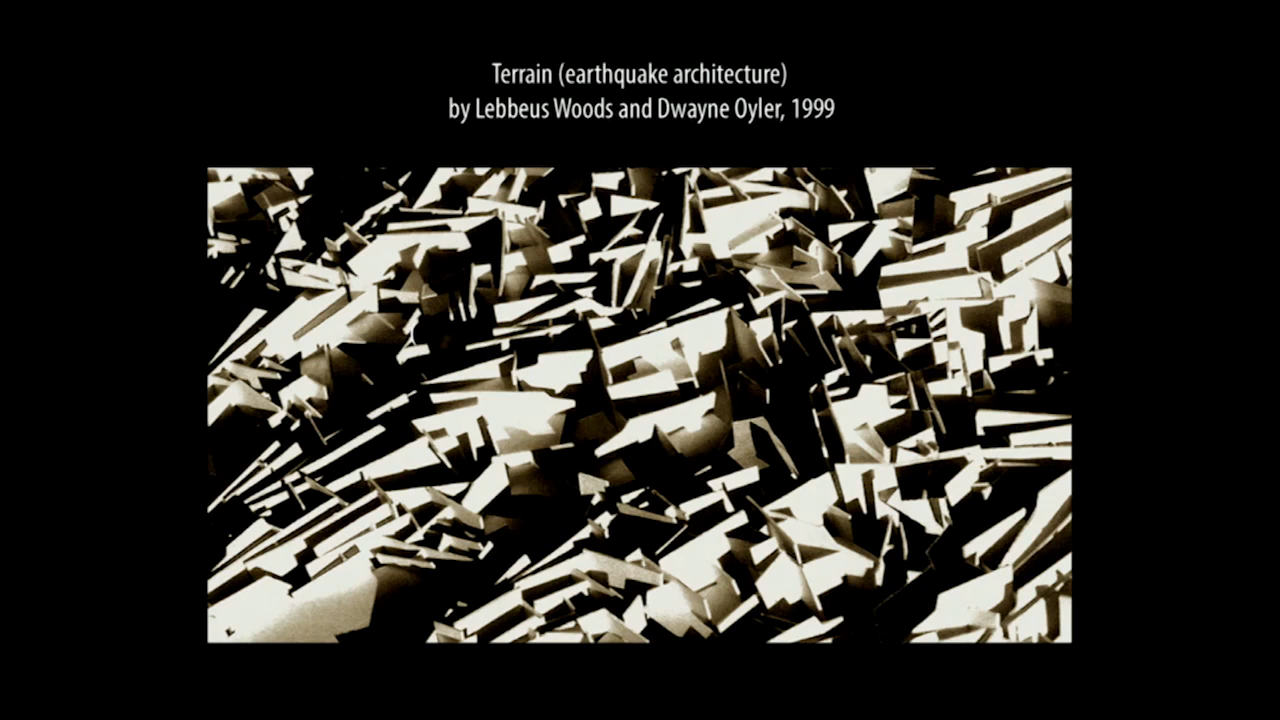 Terrain (earthquake architecture)
by Lebbeus Woods and Dwayne Oyler, 1999